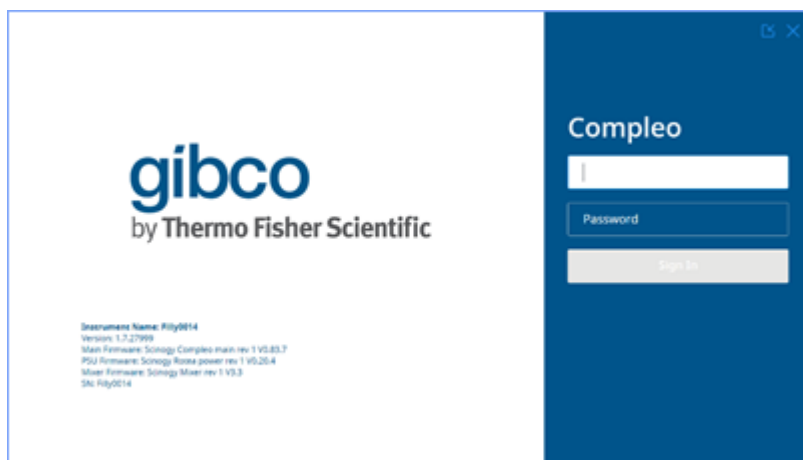 gibco
by Thermo Fisher Scientific
Instrument Name: Filly0014
Version: 1.7.27999
Main Firmware: Scinogy Compleo main rev 1 V0.83.7
PSU Firmware: Scinogy Rotea power rev 1 V0.20.4
Mixer Firmware: Scinogy Mixer rev 1 V3.3
SN: Filly0014
Compleo
Password
Sign In